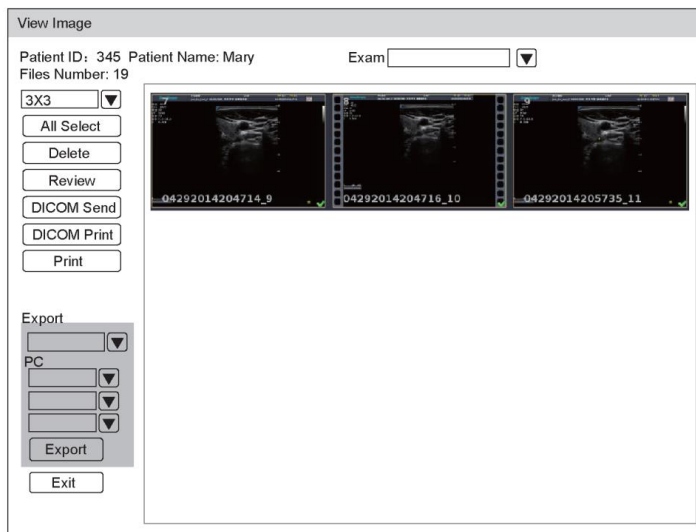 View Image
Patient ID：345 Patient Name: Mary
Exam
Files Number: 19
3X3
All Select
Delete
Review
DICOM Send
DICOM Print
Print
7
8
9
04292014204714_9
04292014204716_10
04292014205735_11
Export
PC
Export
Exit